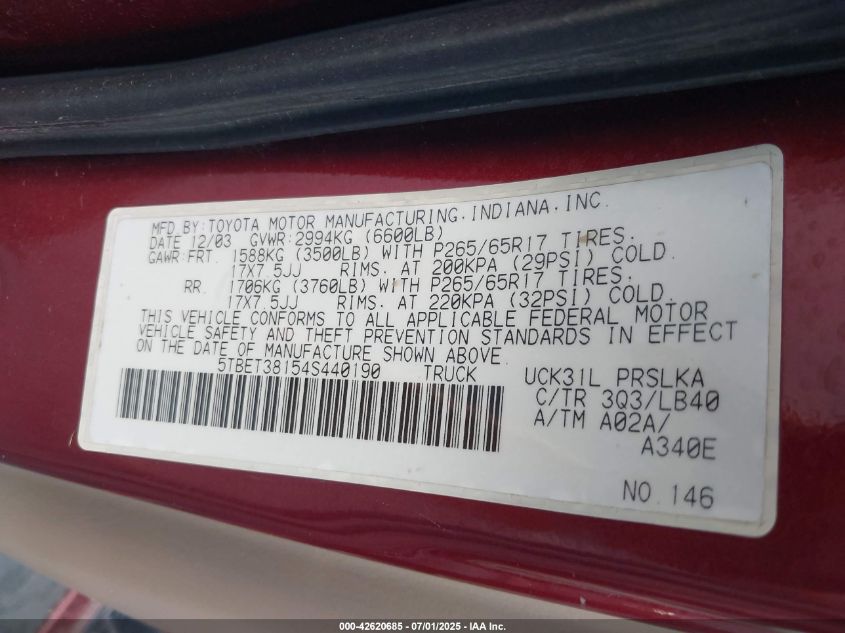 MFD.BY:TOYOTA MOTOR MANUFACTURING.INDIANA.INC.
DATE 12/03 GVWR:2994KG (6600LB)
GAWR:FRT. 1588KG (3500LB) WITH P265/65R17 TIRES.
17X7.5JJ RIMS. AT 200KPA (29PSI) COLD.
RR. 1706KG (3760LB) WITH P265/65R17 TIRES.
17X7.5JJ RIMS. AT 220KPA (32PSI) COLD.
THIS VEHICLE CONFORMS TO ALL APPLICABLE FEDERAL MOTOR
VEHICLE SAFETY AND THEFT PREVENTION STANDARDS IN EFFECT
ON THE DATE OF MANUFACTURE SHOWN ABOVE.
5TBET38154S440190 TRUCK
UCK31L PRSLKA
C/TR 3Q3/LB40
A/TM A02A/
A340E
NO.146
000-42620685 - 07/01/2025 - IAA Inc.